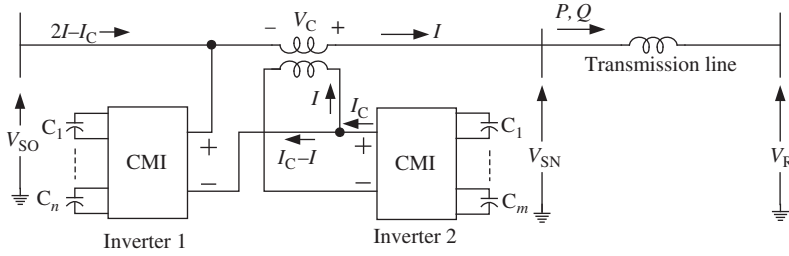 2I–I_C
– V_C +
I
P, Q
Transmission line
I
I_C
I_C–I
V_SO
C_1
C_n
CMI
+
–
Inverter 1
+
–
CMI
C_1
C_m
Inverter 2
V_SN
V_R